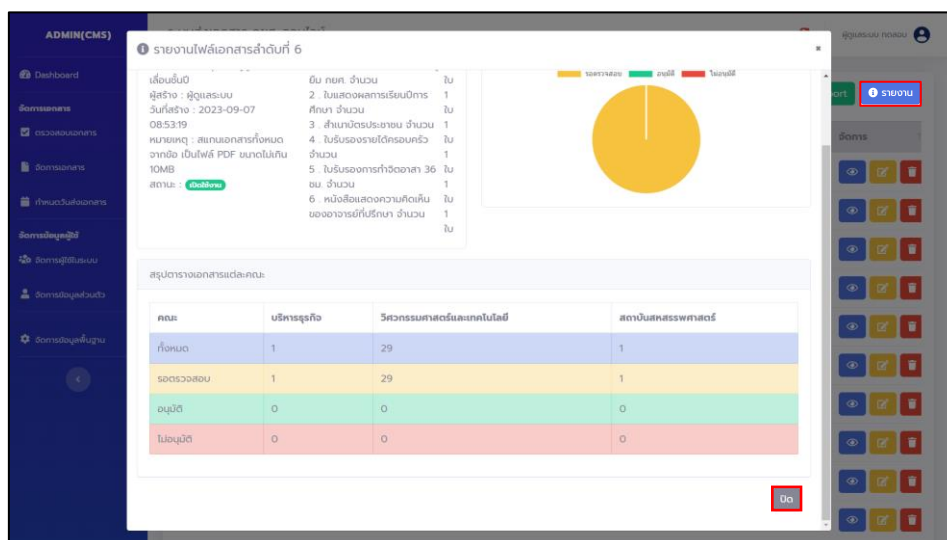 ADMIN(CMS)
Dashboard
จัดการเอกสาร
ตรวจสอบเอกสาร
จัดการเอกสาร
กำหนดวันส่งเอกสาร
จัดการข้อมูลผู้ใช้
จัดการผู้ใช้ในระบบ
จัดการข้อมูลส่วนตัว
จัดการข้อมูลพื้นฐาน
ผู้ดูแลระบบ ทดสอบ
รายงานไฟล์เอกสารลำดับที่ 6
×
port
รายงาน
จัดการ
เลื่อนชั้นปี
ผู้สร้าง : ผู้ดูแลระบบ
วันที่สร้าง : 2023-09-07
08:53:19
หมายเหตุ : สแกนเอกสารทั้งหมด
จากข้อ เป็นไฟล์ PDF ขนาดไม่เกิน
10MB
สถานะ : เปิดใช้งาน
ยืม กยศ. จำนวน ใบ
2 . ใบแสดงผลการเรียนปีการ 1
ศึกษา จำนวน ใบ
3 . สำเนาบัตรประชาชน จำนวน 1
4 . ใบรับรองรายได้ครอบครัว ใบ
จำนวน 1
5 . ใบรับรองการทำจิตอาสา 36 ใบ
ชม. จำนวน 1
6 . หนังสือแสดงความคิดเห็น ใบ
ของอาจารย์ที่ปรึกษา จำนวน 1
ใบ
รอตรวจสอบ อนุมัติ ไม่อนุมัติ
สรุปตารางเอกสารแต่ละคณะ
คณะ บริหารธุรกิจ วิศวกรรมศาสตร์และเทคโนโลยี สถาบันสหสรรพศาสตร์
ทั้งหมด 1 29 1
รอตรวจสอบ 1 29 1
อนุมัติ 0 0 0
ไม่อนุมัติ 0 0 0
ปิด